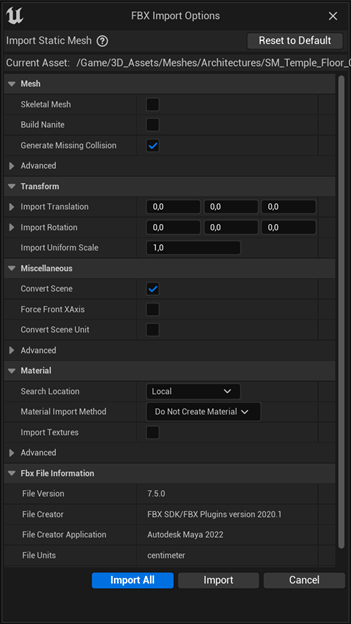 FBX Import Options
Import Static Mesh ?
Reset to Default
Current Asset: /Game/3D_Assets/Meshes/Architectures/SM_Temple_Floor_0
Mesh
Skeletal Mesh
Build Nanite
Generate Missing Collision
Advanced
Transform
Import Translation 0,0 0,0 0,0
Import Rotation 0,0 0,0 0,0
Import Uniform Scale 1,0
Miscellaneous
Convert Scene
Force Front XAxis
Convert Scene Unit
Advanced
Material
Search Location Local
Material Import Method Do Not Create Material
Import Textures
Advanced
Fbx File Information
File Version 7.5.0
File Creator FBX SDK/FBX Plugins version 2020.1
File Creator Application Autodesk Maya 2022
File Units centimeter
Import All Import Cancel